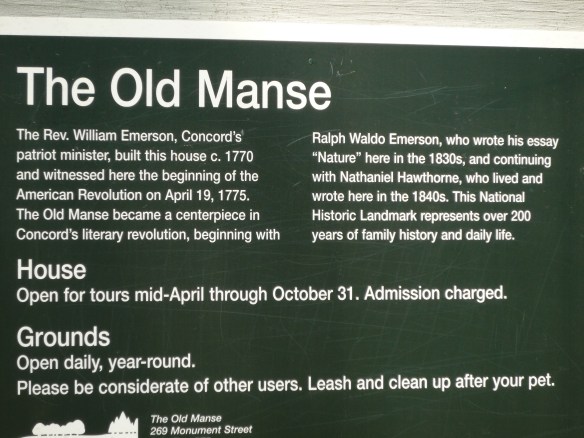 The Old Manse
The Rev. William Emerson, Concord's
patriot minister, built this house c. 1770
and witnessed here the beginning of the
American Revolution on April 19, 1775.
The Old Manse became a centerpiece in
Concord's literary revolution, beginning with
Ralph Waldo Emerson, who wrote his essay
“Nature” here in the 1830s, and continuing
with Nathaniel Hawthorne, who lived and
wrote here in the 1840s. This National
Historic Landmark represents over 200
years of family history and daily life.
House
Open for tours mid-April through October 31. Admission charged.
Grounds
Open daily, year-round.
Please be considerate of other users. Leash and clean up after your pet.
The Old Manse
269 Monument Street